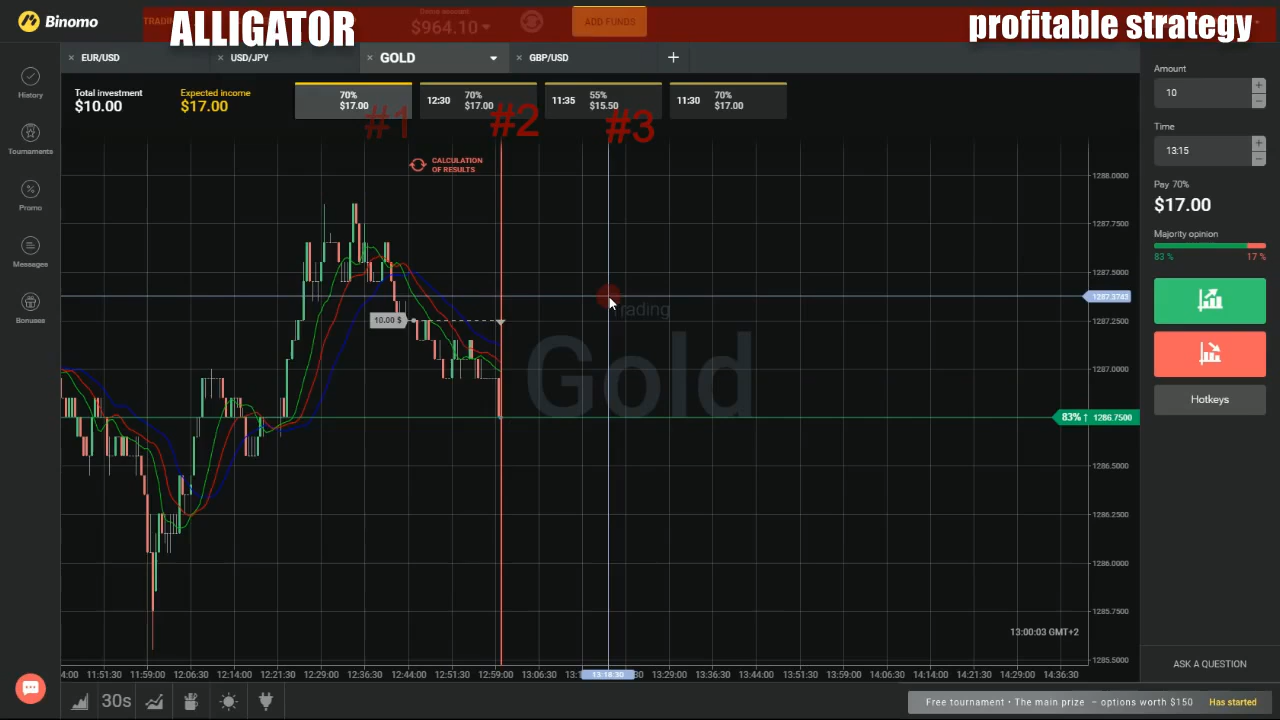 Binomo
TRADING
ALLIGATOR
Demo account
$964.10
ADD FUNDS
profitable strategy
EUR/USD
USD/JPY
GOLD
GBP/USD
Total investment
$10.00
Expected income
$17.00
70%
$17.00
12:30 70%
$17.00
11:35 55%
$15.50
11:30 70%
$17.00
#1 #2 #3
History
Tournaments
Promo
Messages
Bonuses
CALCULATION
OF RESULTS
10.00 $
Trading
Gold
1288.0000
1287.7500
1287.5000
1287.3743
1287.2500
1287.0000
83% ↑ 1286.7500
1286.5000
1286.2500
1286.0000
1285.7500
1285.5000
13:00:03 GMT+2
11:51:30 11:59:00 12:06:30 12:14:00 12:21:30 12:29:00 12:36:30 12:44:00 12:51:30 12:59:00 13:06:30 13:14 13:29:00 13:36:30 13:44:00 13:51:30 13:59:00 14:06:30 14:14:00 14:21:30 14:29:00 14:36:30
30s
Amount
10
Time
13:15
Pay 70%
$17.00
Majority opinion
83 % 17 %
Hotkeys
ASK A QUESTION
Free tournament • The main prize – options worth $150 Has started